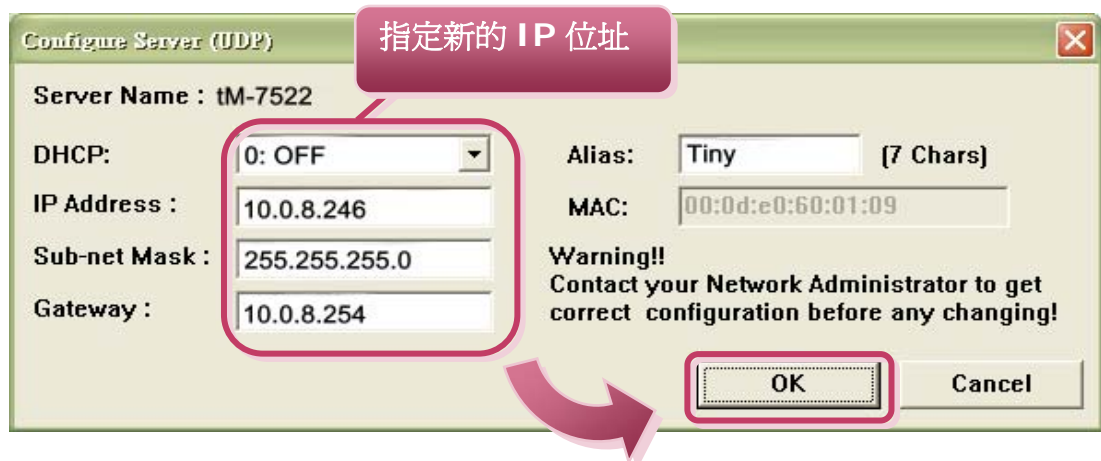 Configure Server (UDP)
指定新的 IP 位址
Server Name : tM-7522
DHCP: 0: OFF
IP Address : 10.0.8.246
Sub-net Mask : 255.255.255.0
Gateway : 10.0.8.254
Alias: Tiny (7 Chars)
MAC: 00:0d:e0:60:01:09
Warning!!
Contact your Network Administrator to get
correct configuration before any changing!
OK Cancel